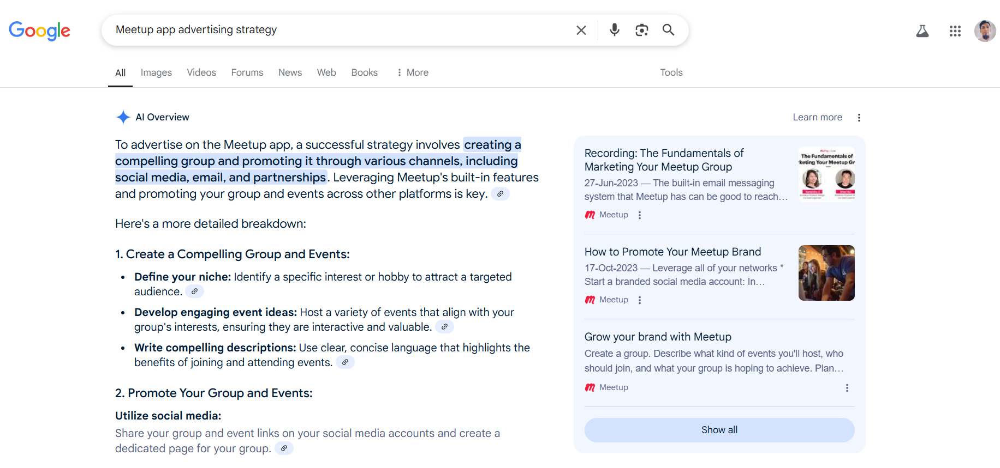 Google
Meetup app advertising strategy
All
Images
Videos
Forums
News
Web
Books
More
Tools
AI Overview
Learn more
To advertise on the Meetup app, a successful strategy involves creating a
compelling group and promoting it through various channels, including
social media, email, and partnerships. Leveraging Meetup's built-in features
and promoting your group and events across other platforms is key.
Here's a more detailed breakdown:
1. Create a Compelling Group and Events:
• Define your niche: Identify a specific interest or hobby to attract a targeted
audience.
• Develop engaging event ideas: Host a variety of events that align with your
group's interests, ensuring they are interactive and valuable.
• Write compelling descriptions: Use clear, concise language that highlights the
benefits of joining and attending events.
2. Promote Your Group and Events:
Utilize social media:
Share your group and event links on your social media accounts and create a
dedicated page for your group.
Recording: The Fundamentals of
Marketing Your Meetup Group
27-Jun-2023 — The built-in email messaging
system that Meetup has can be good to reach…
Meetup
The Fundamentals of
keting Your Meetup Gr
How to Promote Your Meetup Brand
17-Oct-2023 — Leverage all of your networks *
Start a branded social media account: In…
Meetup
Grow your brand with Meetup
Create a group. Describe what kind of events you'll host, who
should join, and what your group is hoping to achieve. Plan…
Meetup
Show all